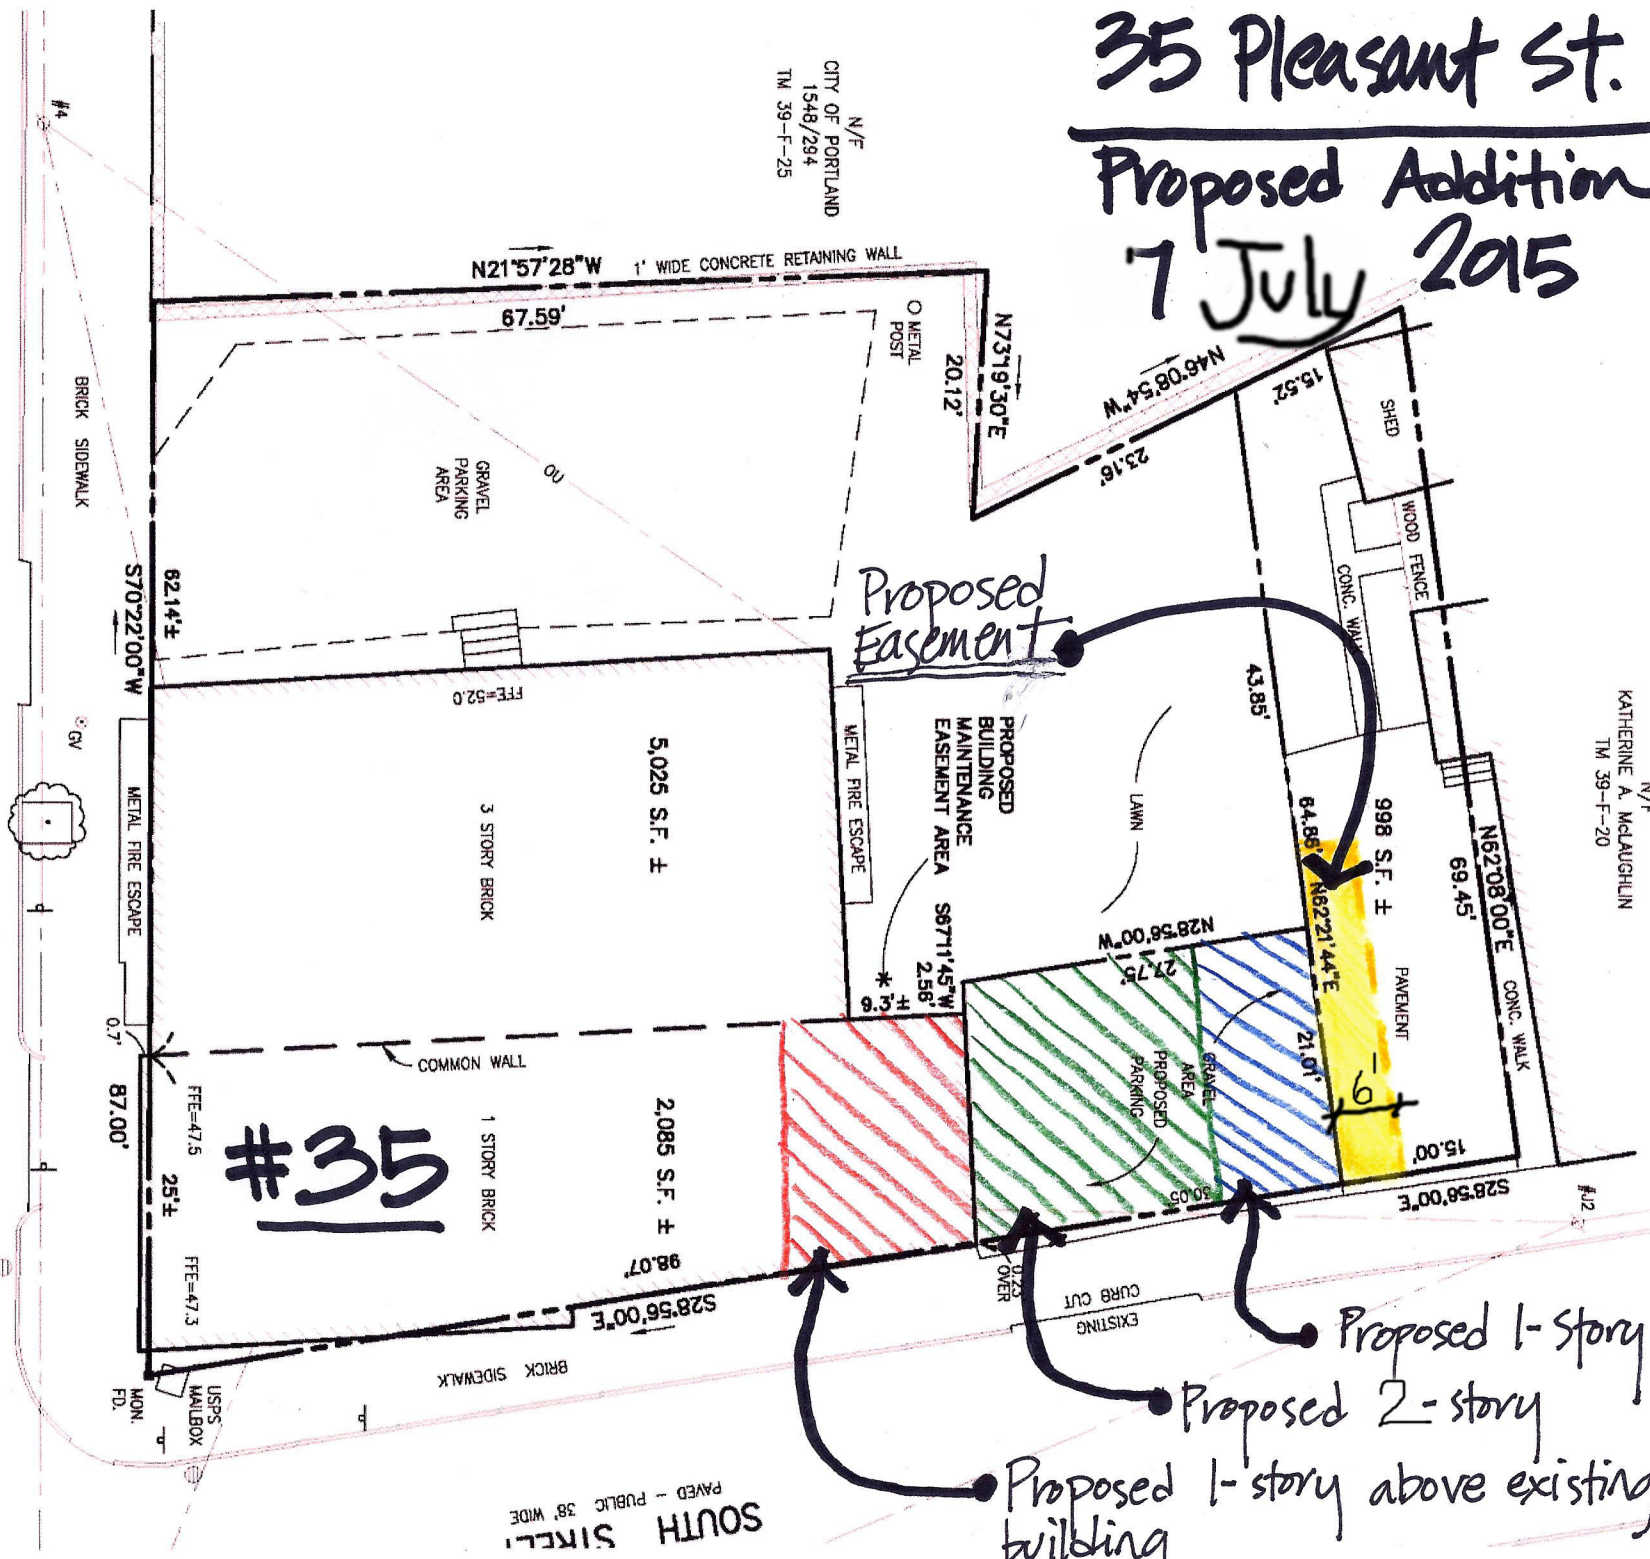 35 Pleasant St.
Proposed Addition
7 July 2015
N/F
CITY OF PORTLAND
1548/294
TM 39-F-25
#4
N21°57'28"W
1' WIDE CONCRETE RETAINING WALL
67.59'
METAL
POST
N73°19'30"E
20.12'
N46°08'54"W
15.52'
23.16'
SHED
WOOD FENCE
CONC. WALL
BRICK SIDEWALK
GRAVEL
PARKING
AREA
OU
62.14'±
S70°22'00"W
Proposed
Easement
43.85'
N/F
KATHERINE A. McLAUGHLIN
TM 39-F-20
FFE=52.0
GV
METAL FIRE ESCAPE
5,025 S.F. ±
3 STORY BRICK
METAL FIRE ESCAPE
PROPOSED
BUILDING
MAINTENANCE
EASEMENT AREA
LAWN
64.86'
N62°21'44"E
998 S.F. ±
N62°08'00"E
69.45'
S67°11'45"W
2.56'
*
9.3'±
N28°56'00"W
27.75'
PAVEMENT
CONC. WALK
0.7'
COMMON WALL
GRAVEL
AREA
PROPOSED
PARKING
21.01'
6'
87.00'
FFE=47.5
#35
1 STORY BRICK
2,085 S.F. ±
30.05'
15.00'
S28°58'00"E
#J2
25'±
FFE=47.3
98.07'
S28°56'00"E
0.23'
OVER
EXISTING
CURB CUT
BRICK SIDEWALK
MON.
FD.
USPS
MAILBOX
Proposed 1-story
Proposed 2-story
Proposed 1-story above existing
building
SOUTH STREET
PAVED - PUBLIC 38' WIDE